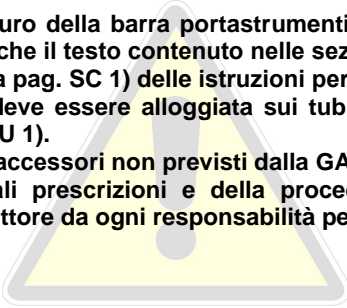 uro della barra portastrumenti
che il testo contenuto nelle sez
a pag. SC 1) delle istruzioni per
deve essere alloggiata sui tub
U 1).
accessori non previsti dalla GA
ali prescrizioni e della proced
ttore da ogni responsabilità pe